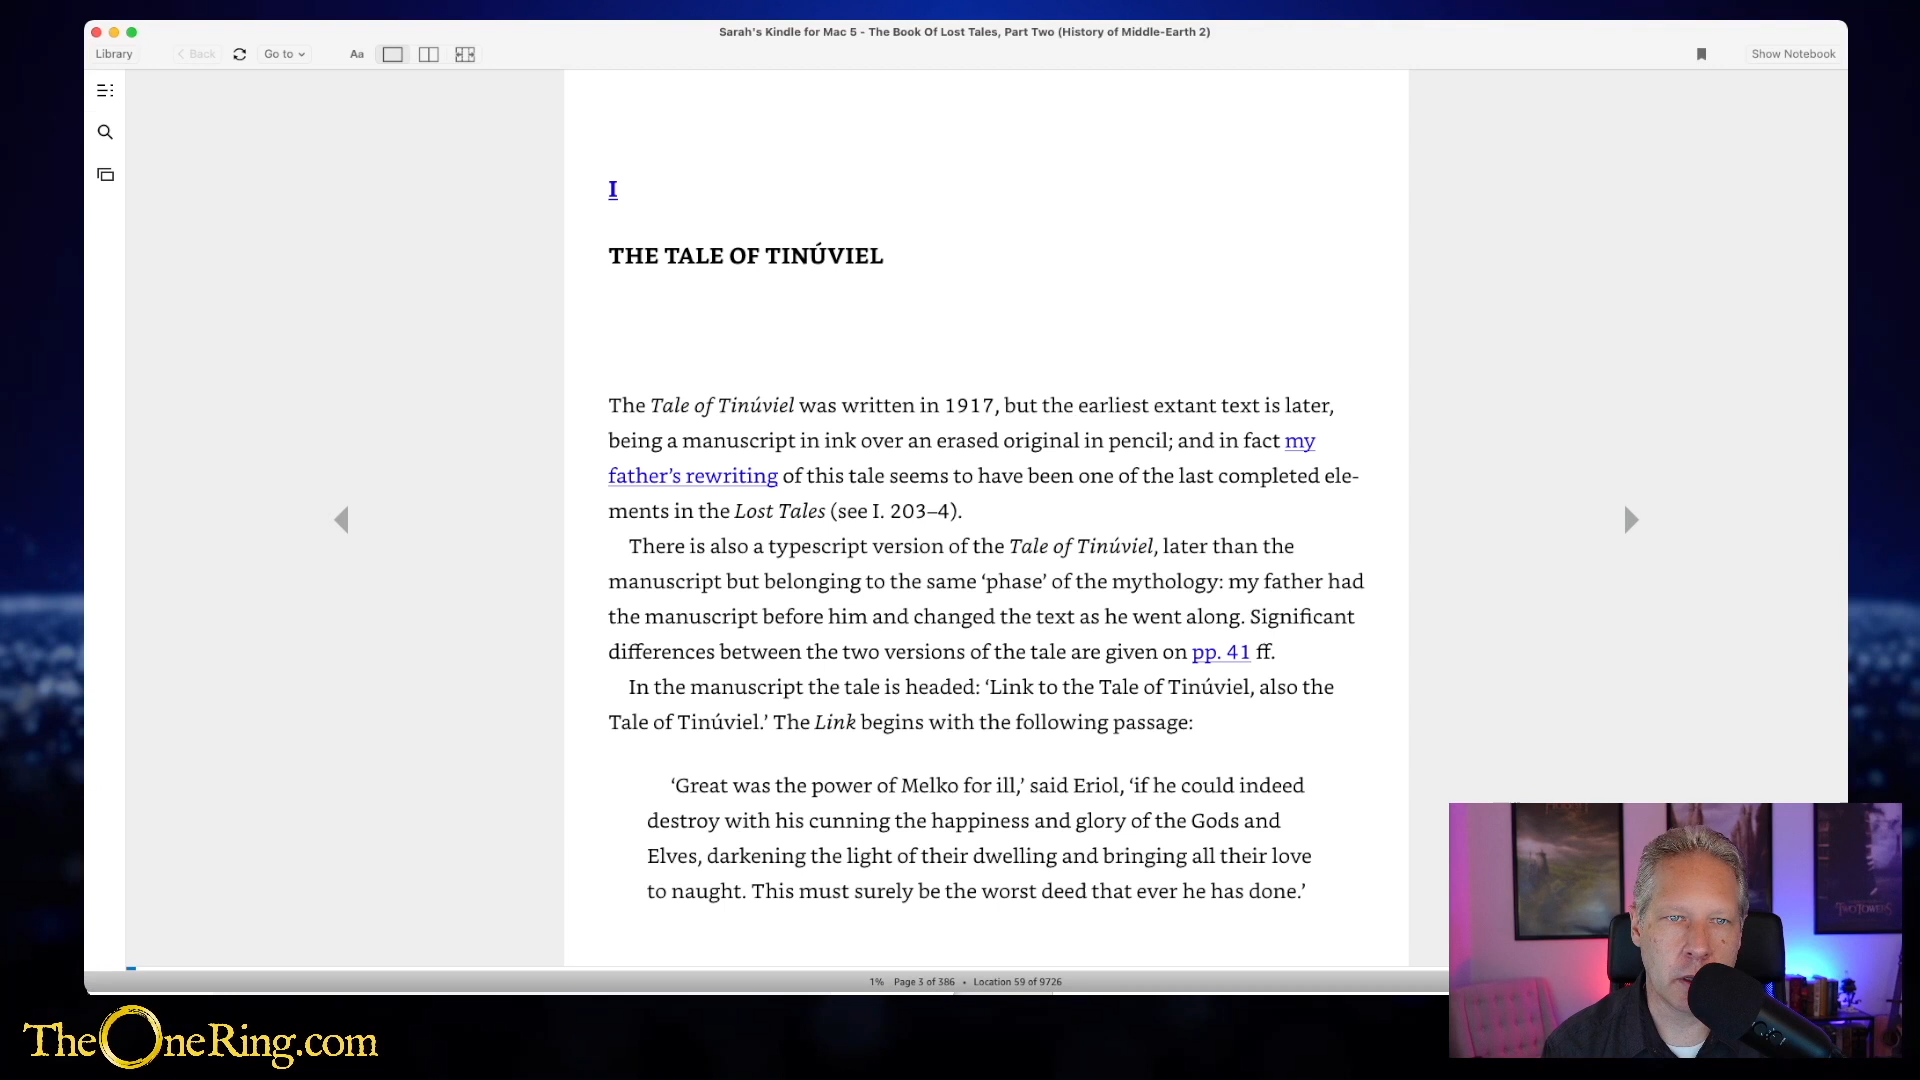 Sarah's Kindle for Mac 5 - The Book Of Lost Tales, Part Two (History of Middle-Earth 2)
Library
Back
Go to
Aa
Show Notebook
I
THE TALE OF TINÚVIEL
The Tale of Tinúviel was written in 1917, but the earliest extant text is later,
being a manuscript in ink over an erased original in pencil; and in fact my
father's rewriting of this tale seems to have been one of the last completed ele-
ments in the Lost Tales (see I. 203–4).
There is also a typescript version of the Tale of Tinúviel, later than the
manuscript but belonging to the same ‘phase’ of the mythology: my father had
the manuscript before him and changed the text as he went along. Significant
differences between the two versions of the tale are given on pp. 41 ff.
In the manuscript the tale is headed: ‘Link to the Tale of Tinúviel, also the
Tale of Tinúviel.’ The Link begins with the following passage:
‘Great was the power of Melko for ill,’ said Eriol, ‘if he could indeed
destroy with his cunning the happiness and glory of the Gods and
Elves, darkening the light of their dwelling and bringing all their love
to naught. This must surely be the worst deed that ever he has done.’
1% Page 3 of 386 • Location 59 of 9726
TheOneRing.com
TWO TOWERS